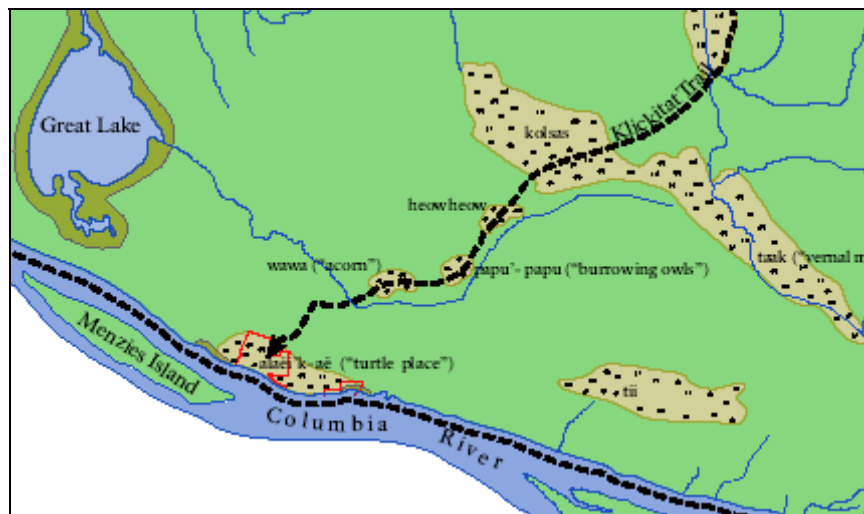 Great Lake
Klickitat Trail
kolsas
heowheow
wawa ("acorn")
papu'- papu ("burrowing owls")
taak ("vernal m
("turtle place")
Menzies Island
tii
Columbia River